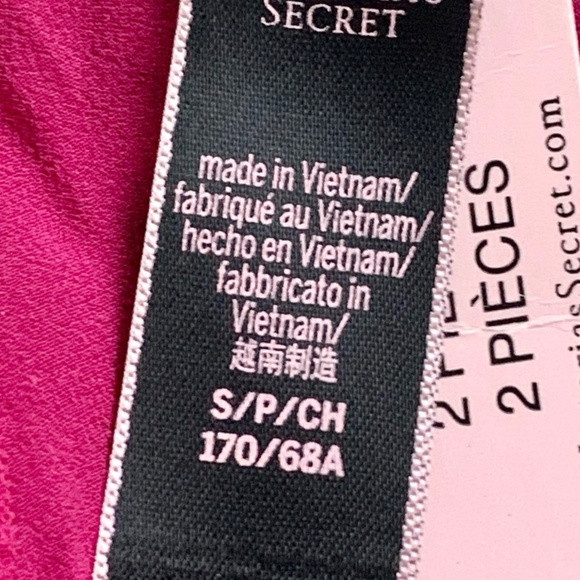 SECRET
made in Vietnam/
fabriqué au Vietnam/
hecho en Vietnam/
fabbricato in
Vietnam/
越南制造
S/P/CH
170/68A
2 PIÈCES
Secret.com